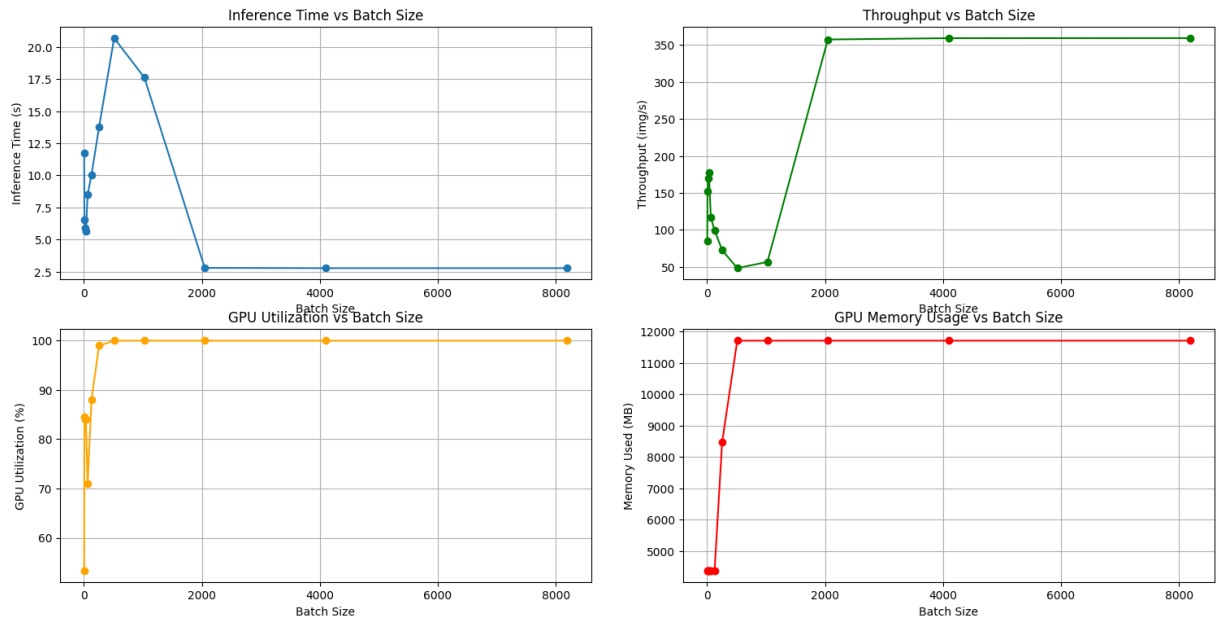 Inference Time vs Batch Size
20.0
17.5
15.0
12.5
10.0
7.5
5.0
2.5
Inference Time (s)
0 2000 4000 6000 8000
Batch Size
Throughput vs Batch Size
350
300
250
200
150
100
50
Throughput (img/s)
0 2000 4000 6000 8000
Batch Size
GPU Utilization vs Batch Size
100
90
80
70
60
GPU Utilization (%)
0 2000 4000 6000 8000
Batch Size
GPU Memory Usage vs Batch Size
12000
11000
10000
9000
8000
7000
6000
5000
Memory Used (MB)
0 2000 4000 6000 8000
Batch Size